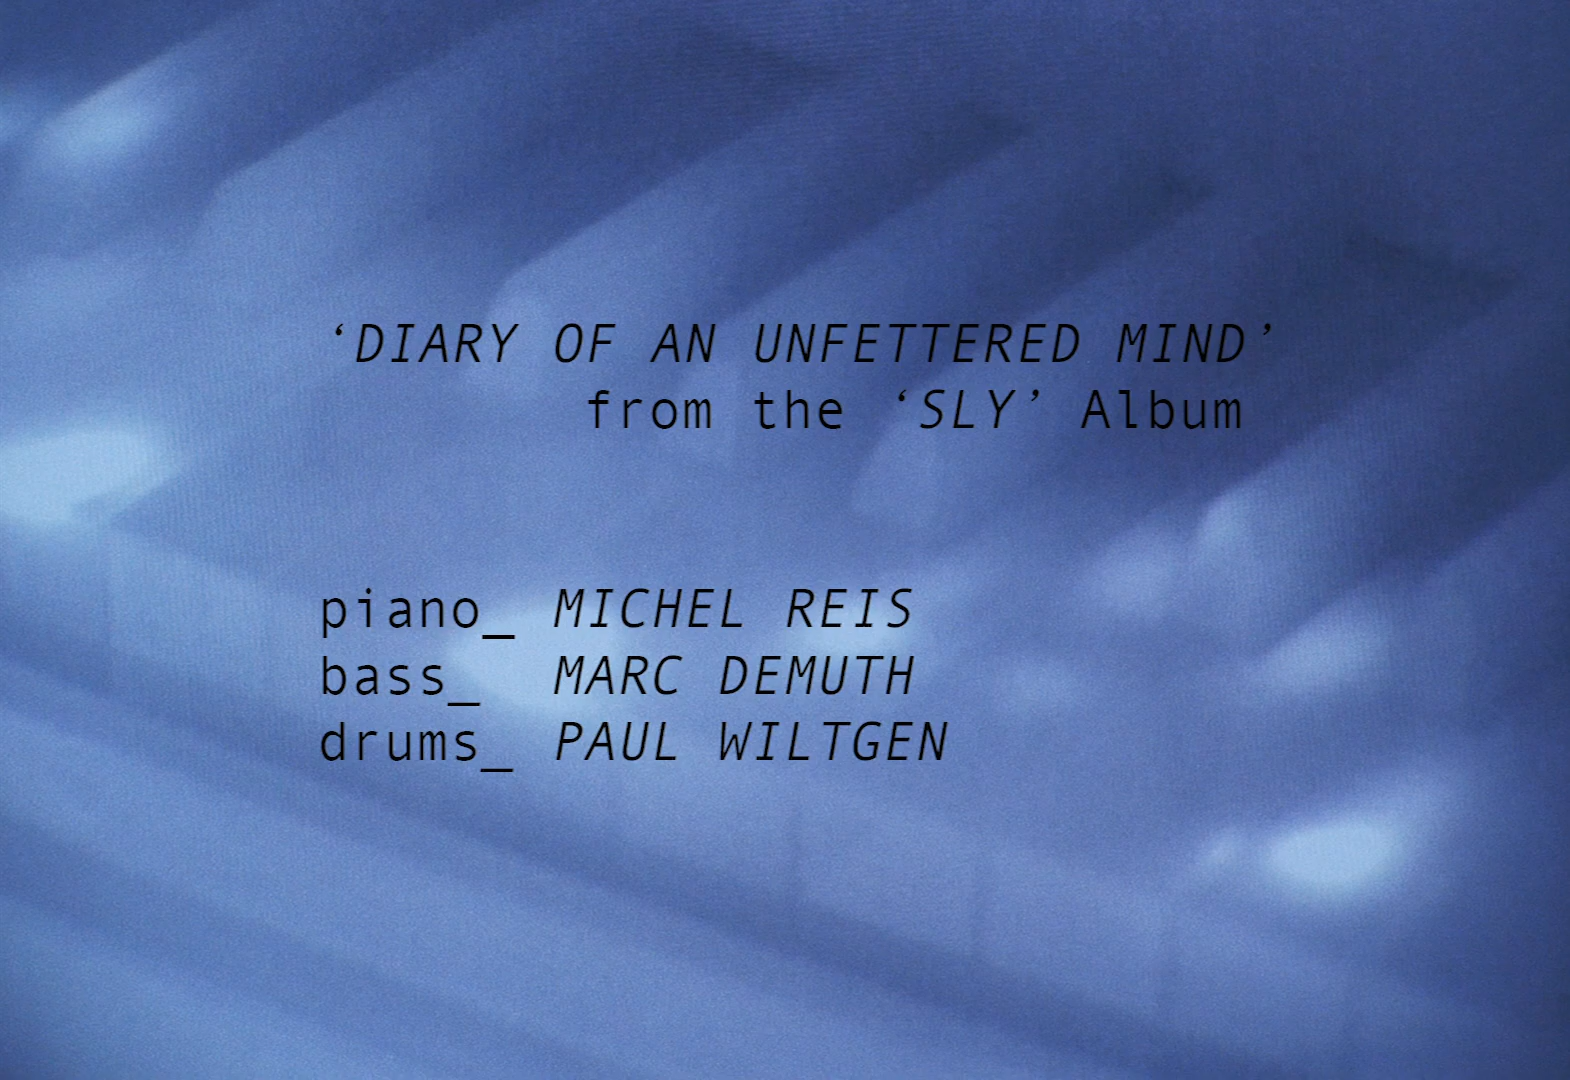 ‘DIARY OF AN UNFETTERED MIND’
from the ‘SLY’ Album
piano_ MICHEL REIS
bass_ MARC DEMUTH
drums_ PAUL WILTGEN